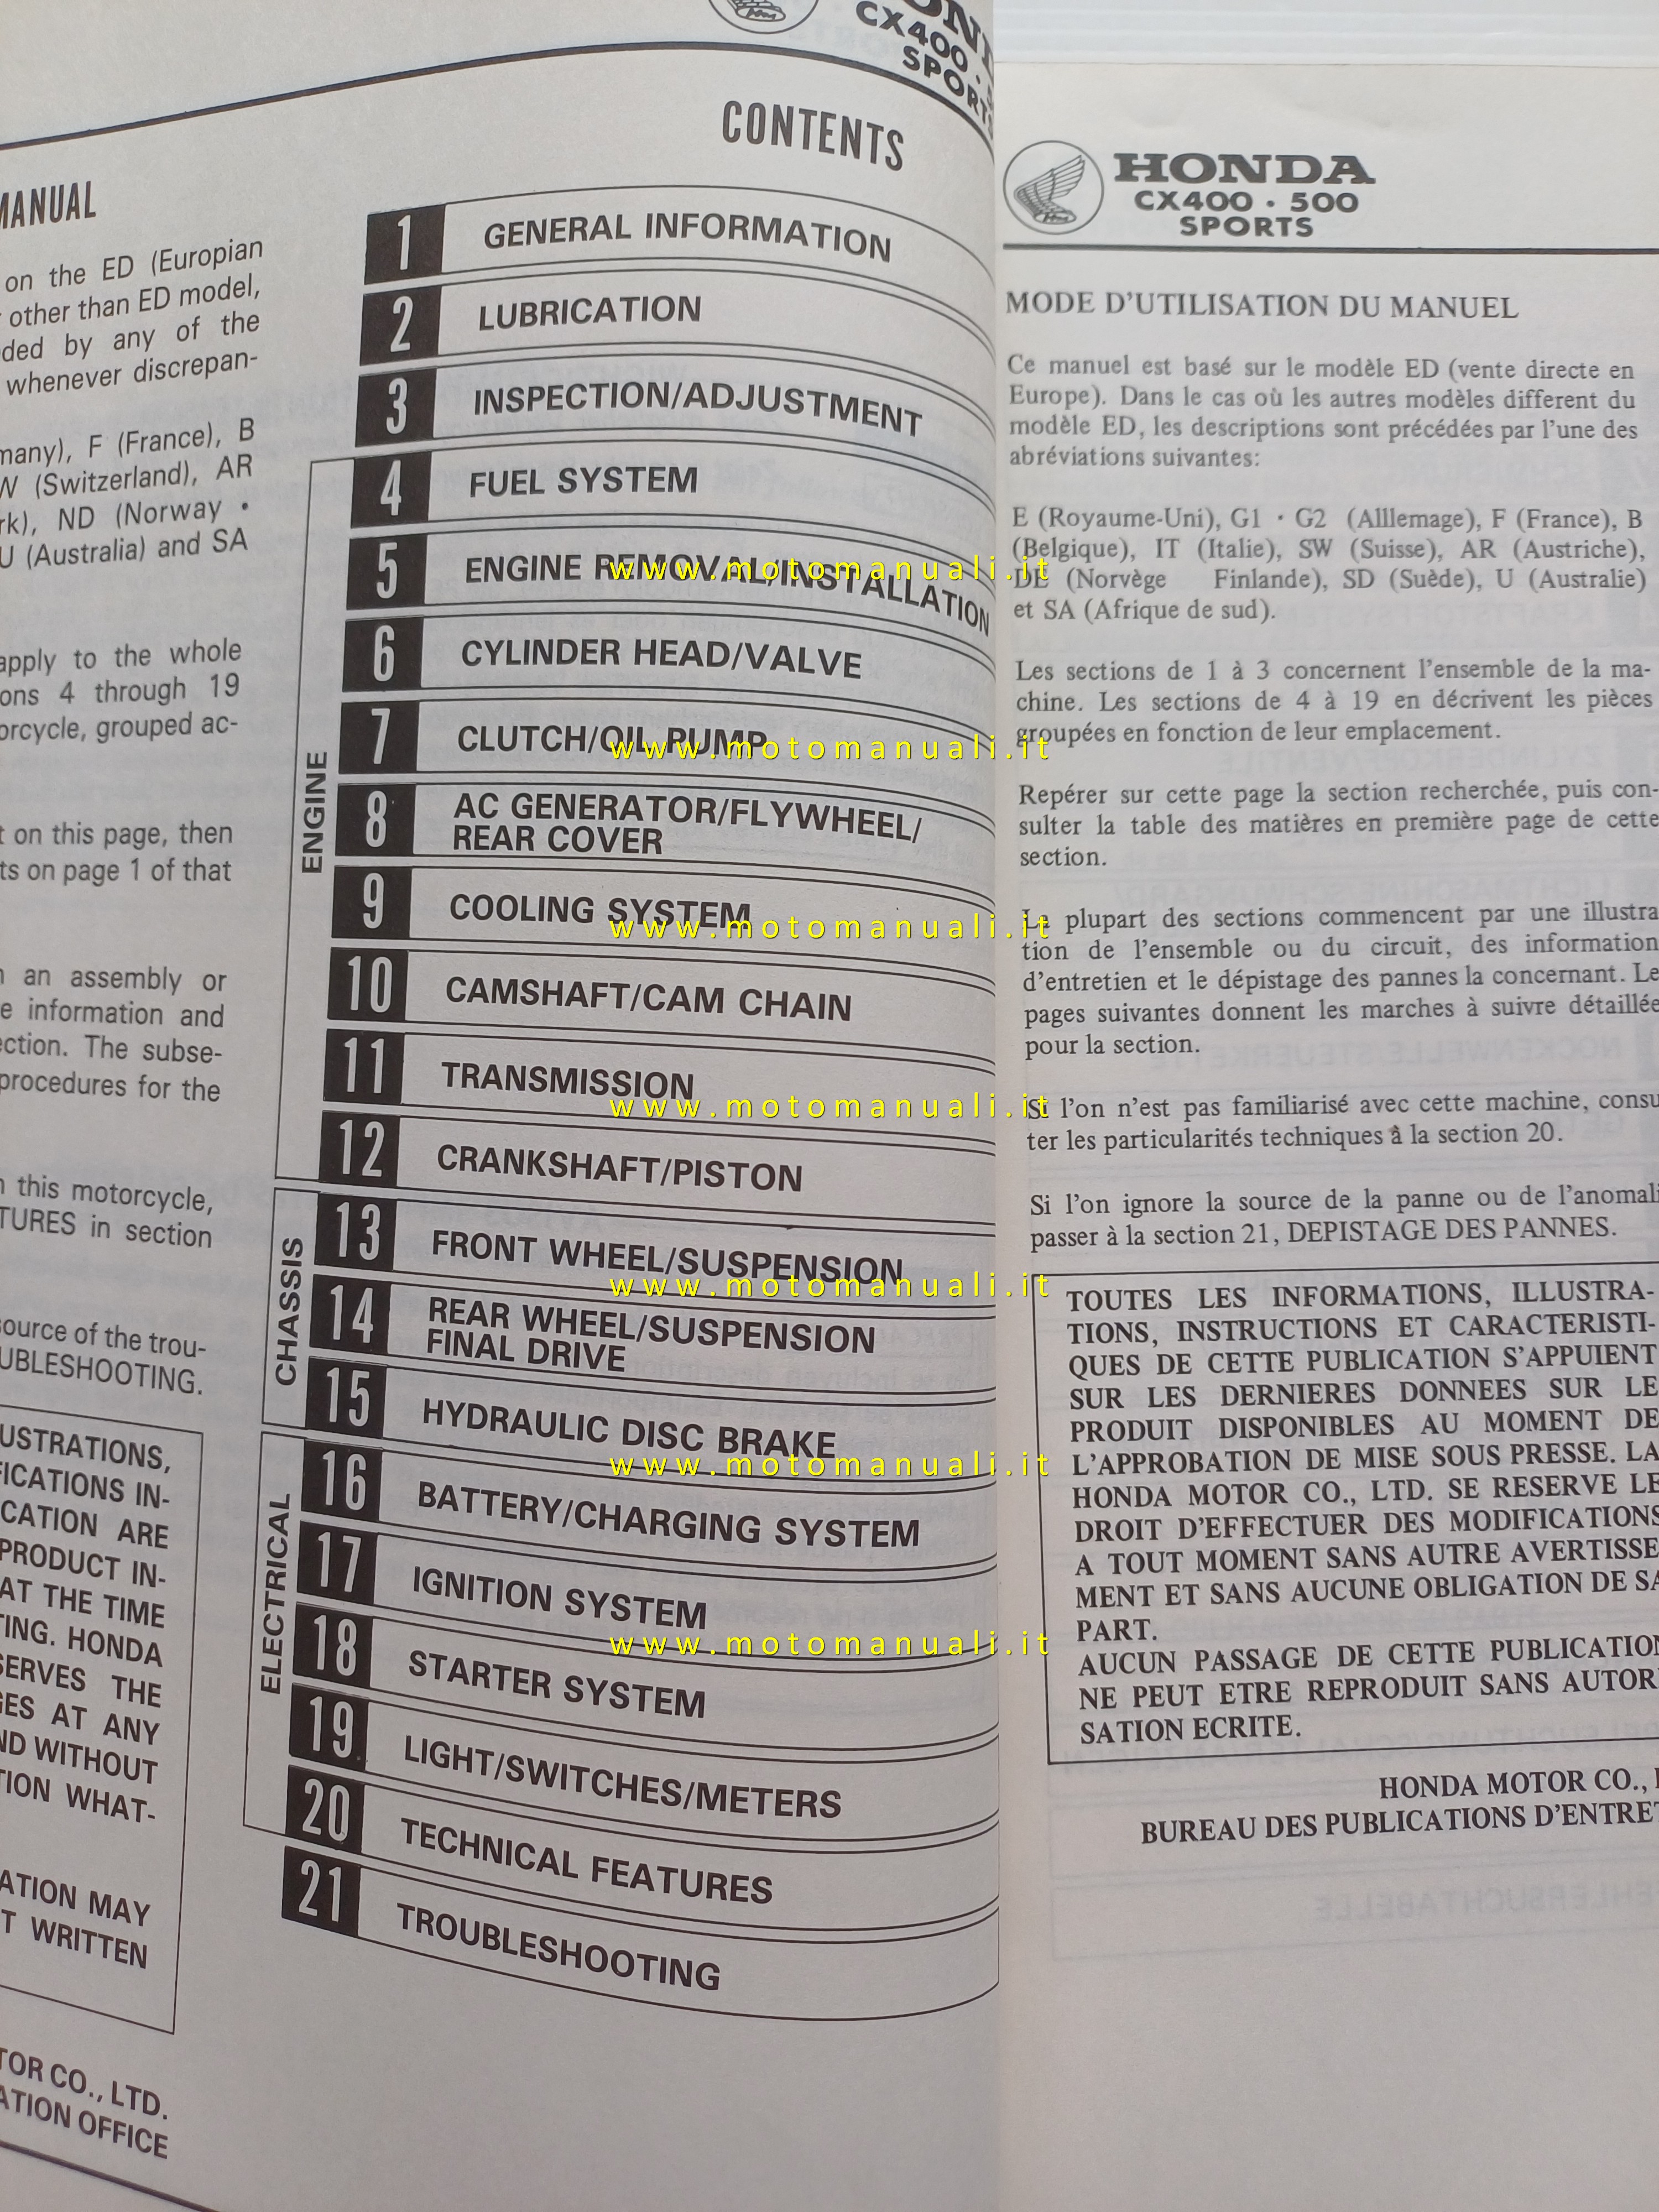 MANUAL
on the ED (Europian
other than ED model,
ded by any of the
whenever discrepan-
many), F (France), B
W (Switzerland), AR
rk), ND (Norway •
U (Australia) and SA
apply to the whole
ons 4 through 19
orcycle, grouped ac-
t on this page, then
ts on page 1 of that
n an assembly or
e information and
ection. The subse-
procedures for the
n this motorcycle,
TURES in section
source of the trou-
UBLESHOOTING.
USTRATIONS,
FICATIONS IN-
CATION ARE
PRODUCT IN-
AT THE TIME
TING. HONDA
SERVES THE
GES AT ANY
ND WITHOUT
TION WHAT-
ATION MAY
T WRITTEN
TOR CO., LTD.
ATION OFFICE
CX400 ·
SPORTS
CONTENTS
1 GENERAL INFORMATION
2 LUBRICATION
3 INSPECTION/ADJUSTMENT
ENGINE
4 FUEL SYSTEM
5 ENGINE REMOVAL/INSTALLATION
6 CYLINDER HEAD/VALVE
7 CLUTCH/OIL PUMP
8 AC GENERATOR/FLYWHEEL/
REAR COVER
9 COOLING SYSTEM
10 CAMSHAFT/CAM CHAIN
11 TRANSMISSION
12 CRANKSHAFT/PISTON
CHASSIS
13 FRONT WHEEL/SUSPENSION
14 REAR WHEEL/SUSPENSION
FINAL DRIVE
15 HYDRAULIC DISC BRAKE
ELECTRICAL
16 BATTERY/CHARGING SYSTEM
17 IGNITION SYSTEM
18 STARTER SYSTEM
19 LIGHT/SWITCHES/METERS
20 TECHNICAL FEATURES
21 TROUBLESHOOTING
HONDA
CX400 · 500
SPORTS
MODE D'UTILISATION DU MANUEL
Ce manuel est basé sur le modèle ED (vente directe en
Europe). Dans le cas où les autres modèles different du
modèle ED, les descriptions sont précédées par l'une des
abréviations suivantes:
E (Royaume-Uni), G1 · G2 (Alllemage), F (France), B
(Belgique), IT (Italie), SW (Suisse), AR (Austriche),
DE (Norvège Finlande), SD (Suède), U (Australie)
et SA (Afrique de sud).
Les sections de 1 à 3 concernent l'ensemble de la ma-
chine. Les sections de 4 à 19 en décrivent les pièces
groupées en fonction de leur emplacement.
Repérer sur cette page la section recherchée, puis con-
sulter la table des matières en première page de cette
section.
La plupart des sections commencent par une illustra
tion de l'ensemble ou du circuit, des information
d'entretien et le dépistage des pannes la concernant. Le
pages suivantes donnent les marches à suivre détaillée
pour la section.
Si l'on n'est pas familiarisé avec cette machine, consu
ter les particularités techniques à la section 20.
Si l'on ignore la source de la panne ou de l'anomali
passer à la section 21, DEPISTAGE DES PANNES.
TOUTES LES INFORMATIONS, ILLUSTRA-
TIONS, INSTRUCTIONS ET CARACTERISTI-
QUES DE CETTE PUBLICATION S'APPUIENT
SUR LES DERNIERES DONNEES SUR LE
PRODUIT DISPONIBLES AU MOMENT DE
L'APPROBATION DE MISE SOUS PRESSE. LA
HONDA MOTOR CO., LTD. SE RESERVE LE
DROIT D'EFFECTUER DES MODIFICATIONS
A TOUT MOMENT SANS AUTRE AVERTISSE
MENT ET SANS AUCUNE OBLIGATION DE SA
PART.
AUCUN PASSAGE DE CETTE PUBLICATION
NE PEUT ETRE REPRODUIT SANS AUTORI
SATION ECRITE.
HONDA MOTOR CO.,
BUREAU DES PUBLICATIONS D'ENTRET
www.motomanuali.it
www.motomanuali.it
www.motomanuali.it
www.motomanuali.it
www.motomanuali.it
www.motomanuali.it
www.motomanuali.it